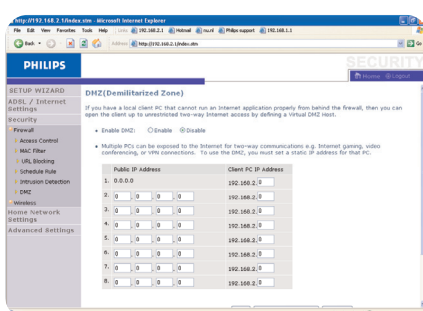 http://192.168.2.1/index.stm - Microsoft Internet Explorer
File Edit View Favorites Tools Help Links 192.168.2.1 Hotmail nu.nl Philips support 192.168.1.1
Back
Address http://192.168.2.1/index.stm Go
PHILIPS
SECURITY
Home Logout
SETUP WIZARD
ADSL / Internet Settings
Security
Firewall
Access Control
MAC Filter
URL Blocking
Schedule Rule
Intrusion Detection
DMZ
Wireless
Home Network Settings
Advanced Settings
DMZ(Demilitarized Zone)
If you have a local client PC that cannot run an Internet application properly from behind the firewall, then you can
open the client up to unrestricted two-way Internet access by defining a Virtual DMZ Host.
Enable DMZ: Enable Disable
Multiple PCs can be exposed to the Internet for two-way communications e.g. Internet gaming, video
conferencing, or VPN connections. To use the DMZ, you must set a static IP address for that PC.
Public IP Address Client PC IP Address
1. 0.0.0.0 192.168.2.0
2. 0 .0 .0 .0 192.168.2.0
3. 0 .0 .0 .0 192.168.2.0
4. 0 .0 .0 .0 192.168.2.0
5. 0 .0 .0 .0 192.168.2.0
6. 0 .0 .0 .0 192.168.2.0
7. 0 .0 .0 .0 192.168.2.0
8. 0 .0 .0 .0 192.168.2.0